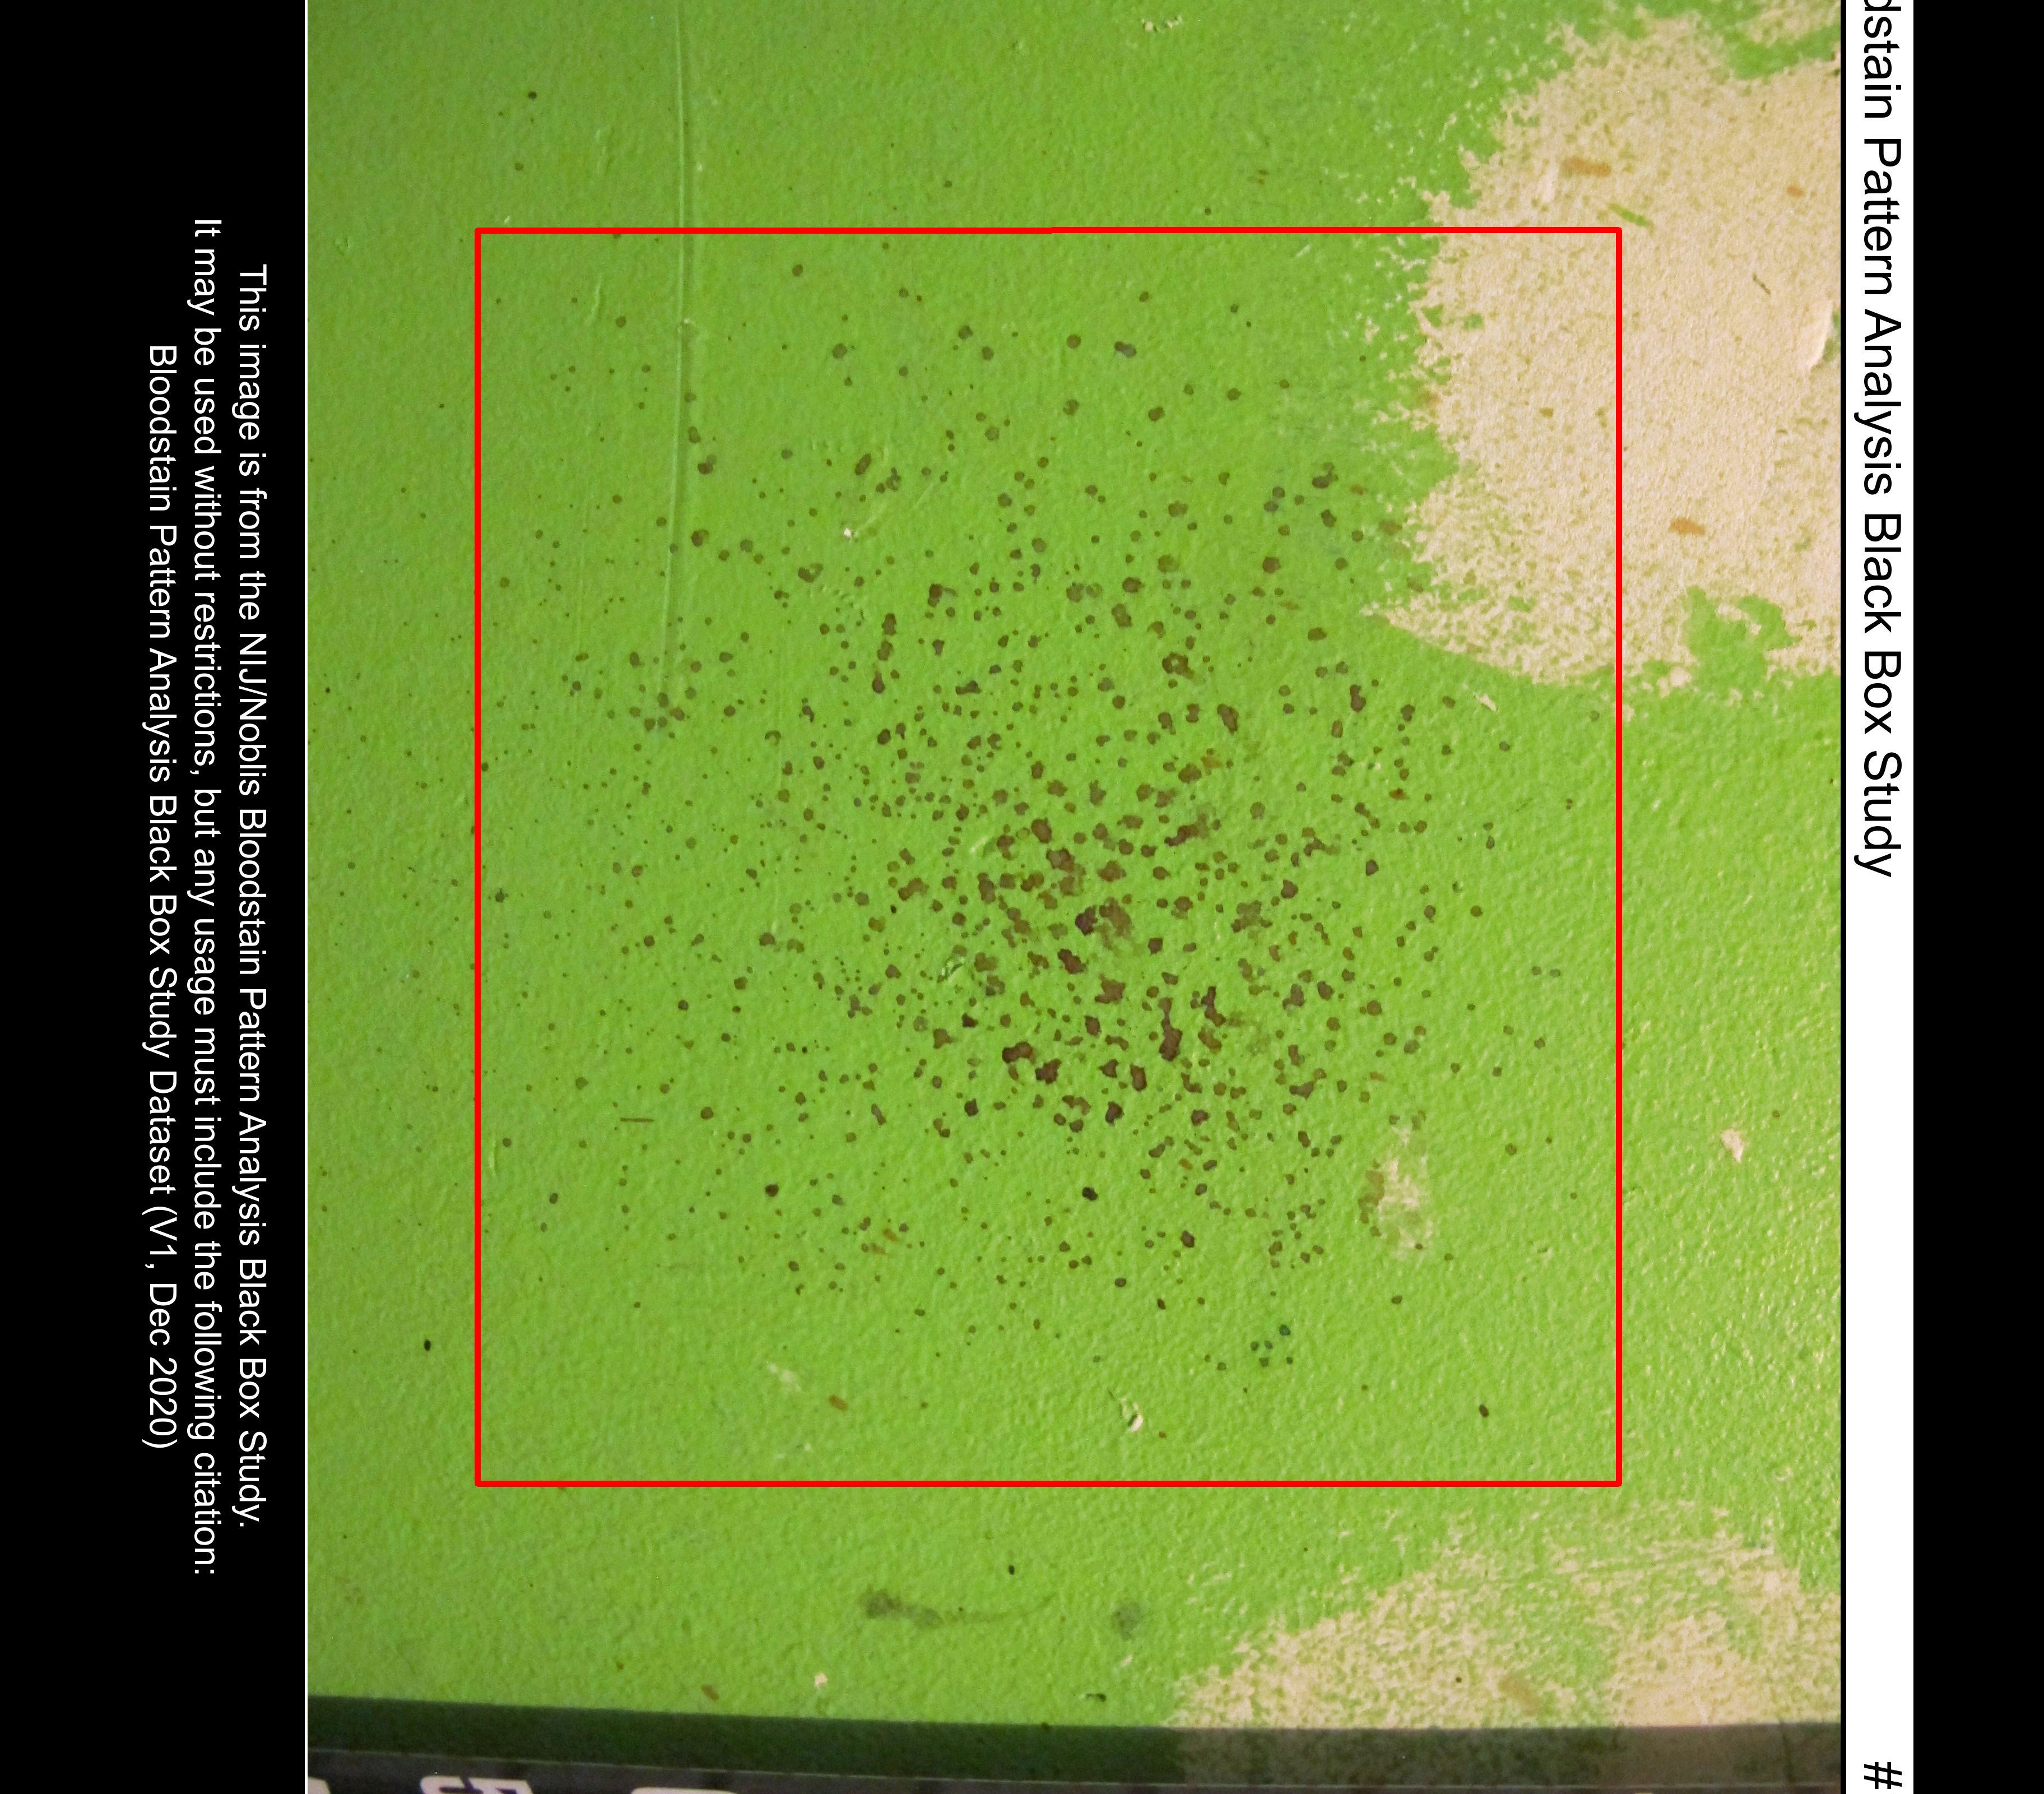 dstain Pattern Analysis Black Box Study #
This image is from the NIJ/Noblis Bloodstain Pattern Analysis Black Box Study.
It may be used without restrictions, but any usage must include the following citation:
Bloodstain Pattern Analysis Black Box Study Dataset (V1, Dec 2020)